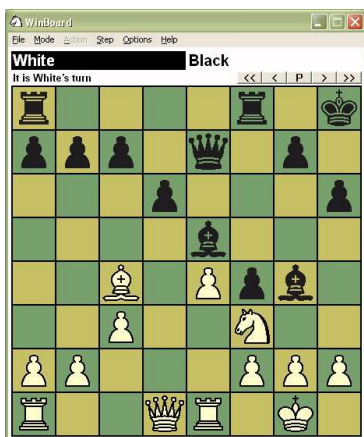 WinBoard
File Mode Action Step Options Help
White Black
It is White's turn << < P > >>